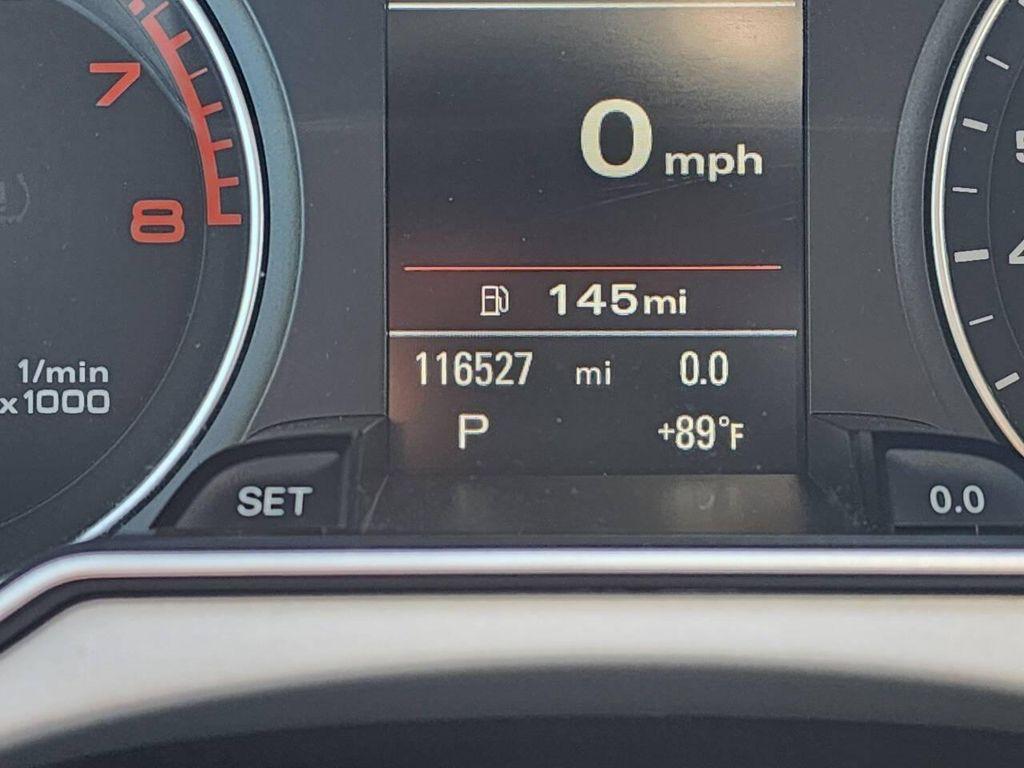 7
8
1/min
x1000
0 mph
145 mi
116527 mi 0.0
P +89°F
SET
0.0